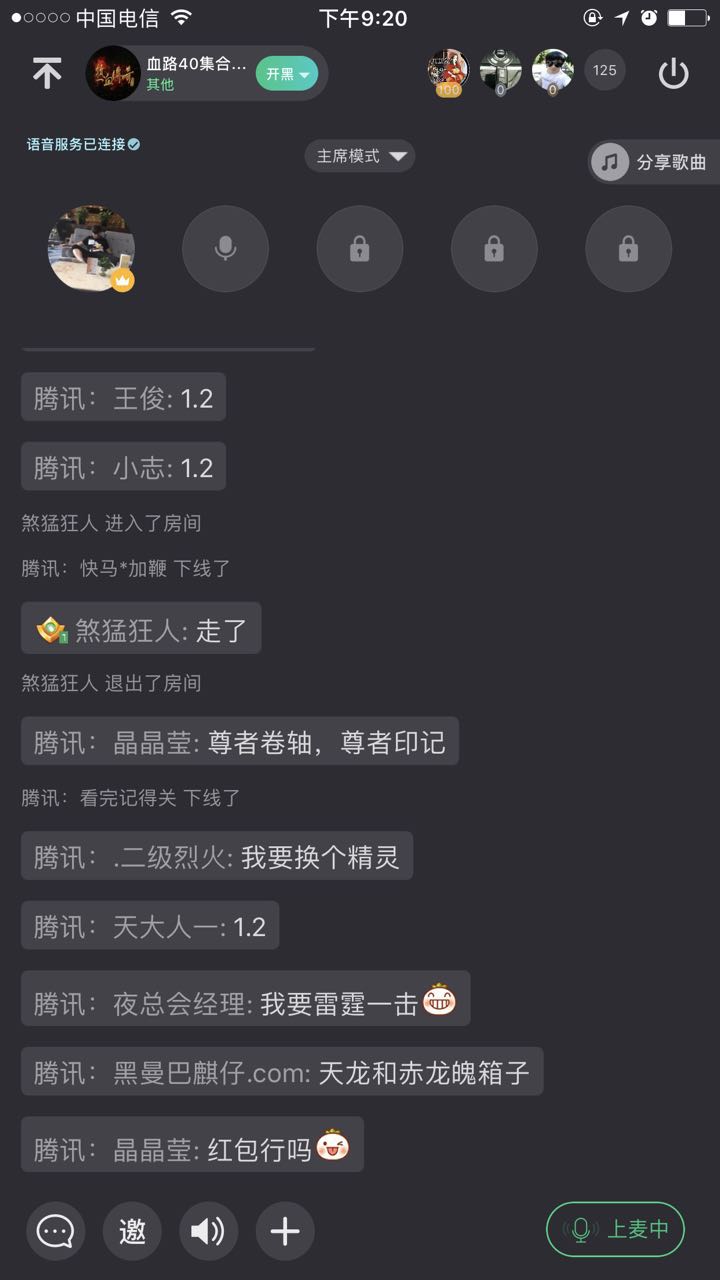 中国电信
下午9:20
血路40集合...
其他
开黑
100
0
0
125
语音服务已连接
主席模式
分享歌曲
腾讯：王俊: 1.2
腾讯：小志: 1.2
煞猛狂人 进入了房间
腾讯：快马*加鞭 下线了
1 煞猛狂人: 走了
煞猛狂人 退出了房间
腾讯：晶晶莹: 尊者卷轴，尊者印记
腾讯：看完记得关 下线了
腾讯：.二级烈火: 我要换个精灵
腾讯：天大人一: 1.2
腾讯：夜总会经理: 我要雷霆一击
腾讯：黑曼巴麒仔.com: 天龙和赤龙魄箱子
腾讯：晶晶莹: 红包行吗
邀
上麦中